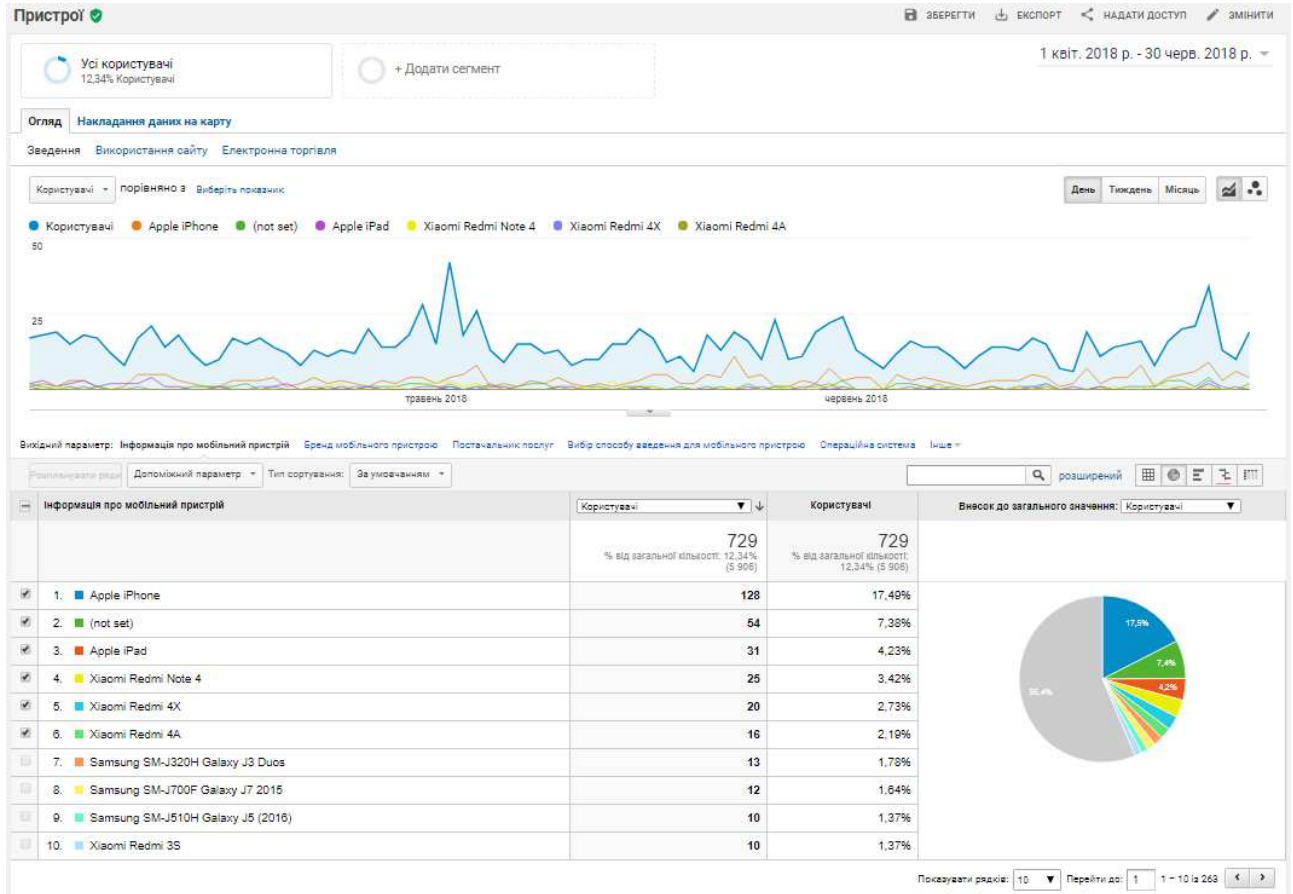 Пристрої
ЗБЕРЕГТИ ЕКСПОРТ НАДАТИ ДОСТУП ЗМІНИТИ
Усі користувачі
12,34% Користувачі
+ Додати сегмент
1 квіт. 2018 р. - 30 черв. 2018 р.
Огляд Накладання даних на карту
Зведення Використання сайту Електронна торгівля
Користувачі порівняно з Виберіть показник
День Тиждень Місяць
Користувачі Apple iPhone (not set) Apple iPad Xiaomi Redmi Note 4 Xiaomi Redmi 4X Xiaomi Redmi 4A
50
25
травень 2018 червень 2018
Вихідний параметр: Інформація про мобільний пристрій Бренд мобільного пристрою Постачальник послуг Вибір способу введення для мобільного пристрою Операційна система Інше
Розпланувати ряди Допоміжний параметр Тип сортування: За умовчанням
розширений
Інформація про мобільний пристрій Користувачі Користувачі Внесок до загального значення: Користувачі
729 729
% від загальної кількості: 12,34% % від загальної кількості:
(5 906) 12,34% (5 906)
1. Apple iPhone 128 17,49%
2. (not set) 54 7,38%
3. Apple iPad 31 4,23%
4. Xiaomi Redmi Note 4 25 3,42%
5. Xiaomi Redmi 4X 20 2,73%
6. Xiaomi Redmi 4A 16 2,19%
7. Samsung SM-J320H Galaxy J3 Duos 13 1,78%
8. Samsung SM-J700F Galaxy J7 2015 12 1,64%
9. Samsung SM-J510H Galaxy J5 (2016) 10 1,37%
10. Xiaomi Redmi 3S 10 1,37%
17,5%
7,4%
4,2%
Показувати рядків: 10 Перейти до: 1 1 – 10 із 263